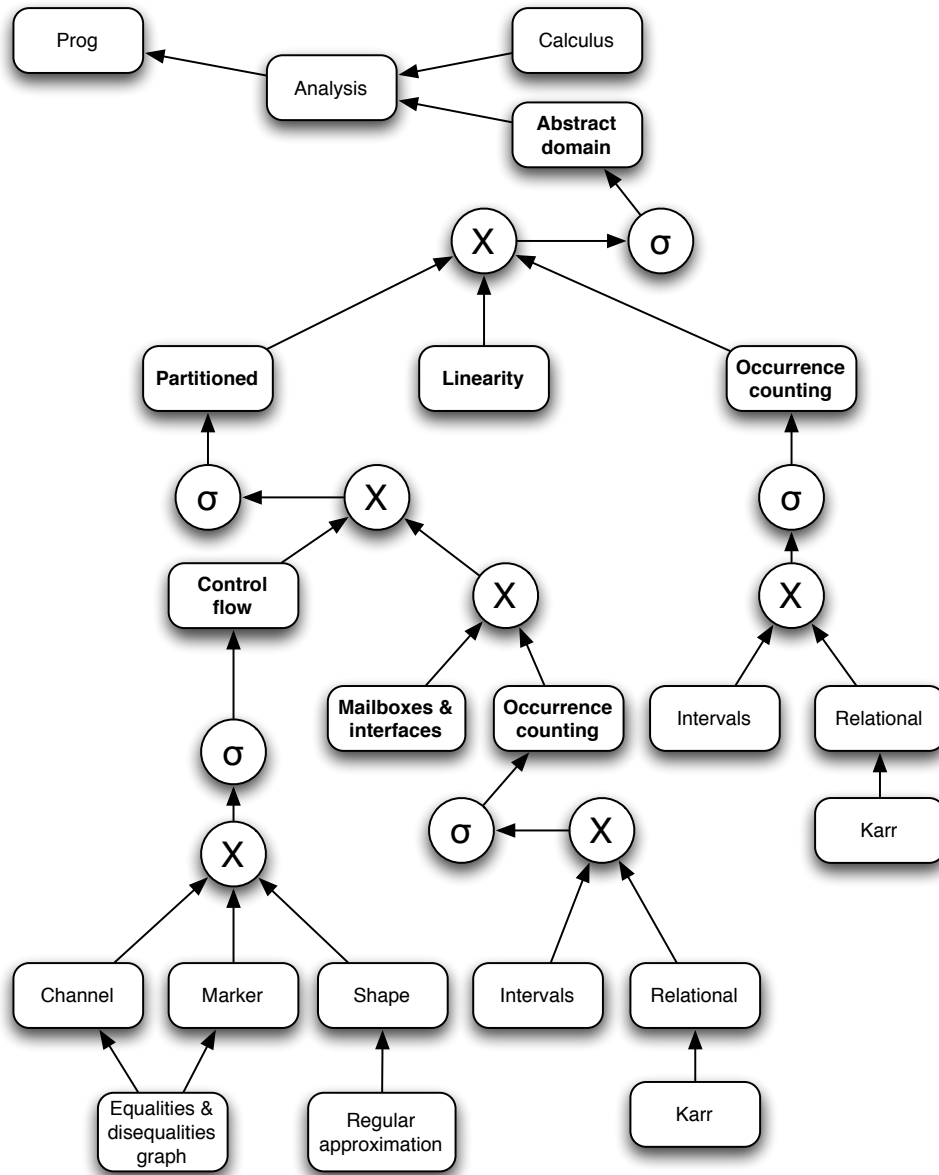 Prog
Calculus
Analysis
Abstract
domain
X
σ
Partitioned
Linearity
Occurrence
counting
σ
X
σ
Control
flow
X
X
Mailboxes &
interfaces
Occurrence
counting
Intervals
Relational
σ
σ
X
Karr
X
Channel
Marker
Shape
Intervals
Relational
Equalities &
disequalities
graph
Regular
approximation
Karr